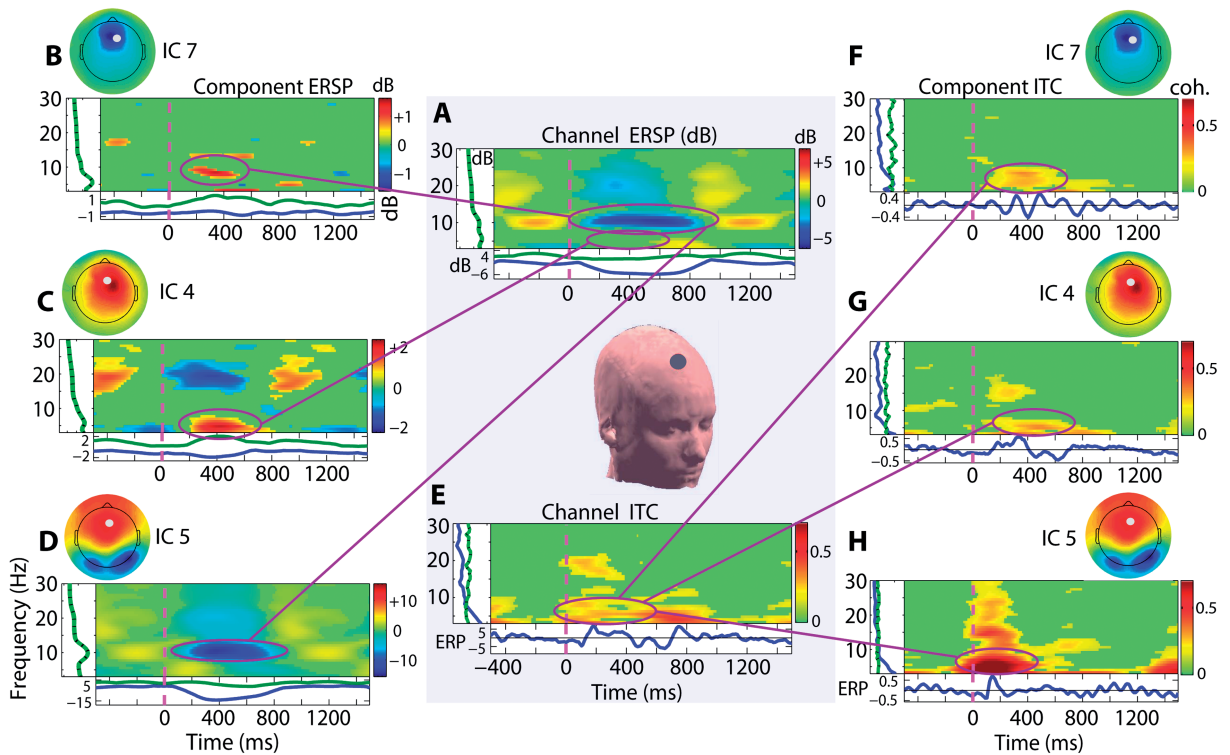 B
IC 7
Component ERSP
dB
30
20
10
+1
0
-1
dB
1
-1
0 400 800 1200
A
Channel ERSP (dB)
dB
30
20
10
dB
+5
0
-5
dB
4
-6
0 400 800 1200
F
IC 7
Component ITC
coh.
30
20
10
0.5
0
0.4
-0.4
0 400 800 1200
C
IC 4
30
20
10
+2
0
-2
2
-2
0 400 800 1200
G
IC 4
30
20
10
0.5
0
0.5
-0.5
0 400 800 1200
D
IC 5
Frequency (Hz)
30
20
10
+10
0
-10
5
-15
0 400 800 1200
Time (ms)
E
Channel ITC
30
20
10
0.5
0
ERP
5
-5
-400 0 400 800 1200
Time (ms)
H
IC 5
30
20
10
0.5
0
ERP
0.5
-0.5
0 400 800 1200
Time (ms)